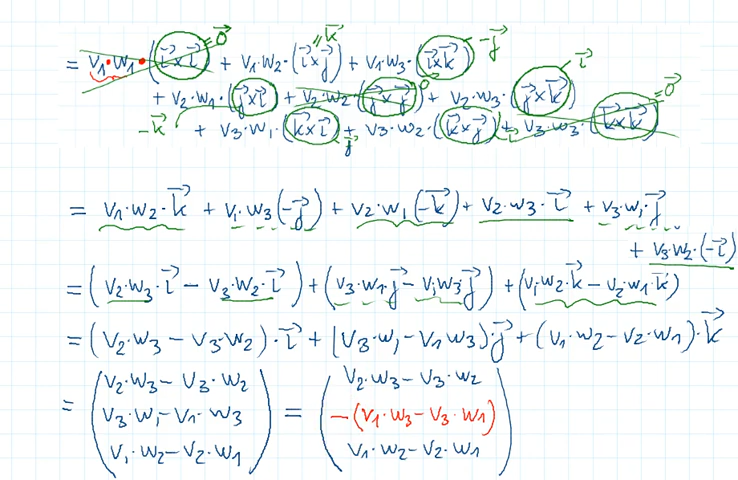 = v₁·w₁·(i⃗×i⃗) =0⃗ + v₁·w₂·(i⃗×j⃗) =k⃗ + v₁·w₃·(i⃗×k⃗) -j⃗
+ v₂·w₁·(j⃗×i⃗) + v₂·w₂·(j⃗×j⃗) =0⃗ + v₂·w₃·(j⃗×k⃗) i⃗
-k⃗ + v₃·w₁·(k⃗×i⃗) j⃗ + v₃·w₂·(k⃗×j⃗) -i⃗ + v₃·w₃·(k⃗×k⃗) =0⃗
= v₁·w₂·k⃗ + v₁·w₃(-j⃗) + v₂·w₁(-k⃗) + v₂·w₃·i⃗ + v₃·w₁·j⃗
+ v₃·w₂·(-i⃗)
= (v₂·w₃·i⃗ - v₃·w₂·i⃗) + (v₃·w₁·j⃗ - v₁w₃j⃗) + (v₁w₂·k⃗ - v₂·w₁k⃗)
= (v₂·w₃ - v₃·w₂)·i⃗ + (v₃·w₁ - v₁w₃)·j⃗ + (v₁·w₂ - v₂·w₁)·k⃗
= (v₂·w₃ - v₃·w₂ = (v₂·w₃ - v₃·w₂
v₃·w₁ - v₁·w₃ -(v₁·w₃ - v₃·w₁)
v₁·w₂ - v₂·w₁) v₁·w₂ - v₂·w₁)